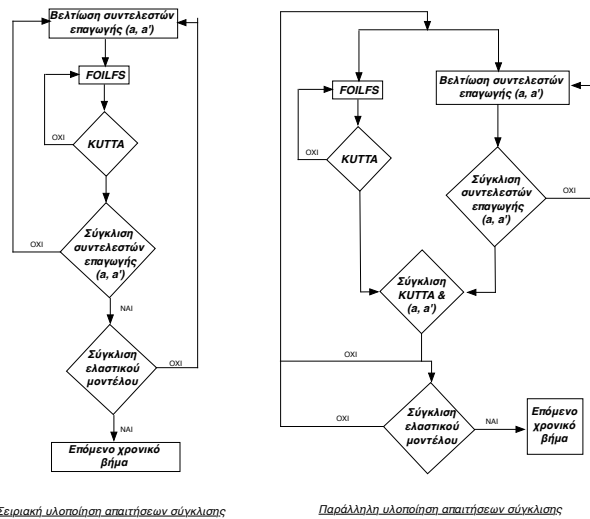 Βελτίωση συντελεστών
επαγωγής (a, a')
FOILFS
ΟΧΙ
KUTTA
Σύγκλιση
συντελεστών
επαγωγής
(a, a')
ΟΧΙ
ΝΑΙ
Σύγκλιση
ελαστικού
μοντέλου
ΟΧΙ
ΝΑΙ
Επόμενο χρονικό
βήμα
Σειριακή υλοποίηση απαιτήσεων σύγκλισης
FOILFS
Βελτίωση συντελεστών
επαγωγής (a, a')
ΟΧΙ
KUTTA
Σύγκλιση
συντελεστών
επαγωγής
(a, a')
ΟΧΙ
Σύγκλιση
KUTTA &
(a, a')
ΟΧΙ
Σύγκλιση
ελαστικού
μοντέλου
ΟΧΙ
ΝΑΙ
Επόμενο
χρονικό
βήμα
Παράλληλη υλοποίηση απαιτήσεων σύγκλισης